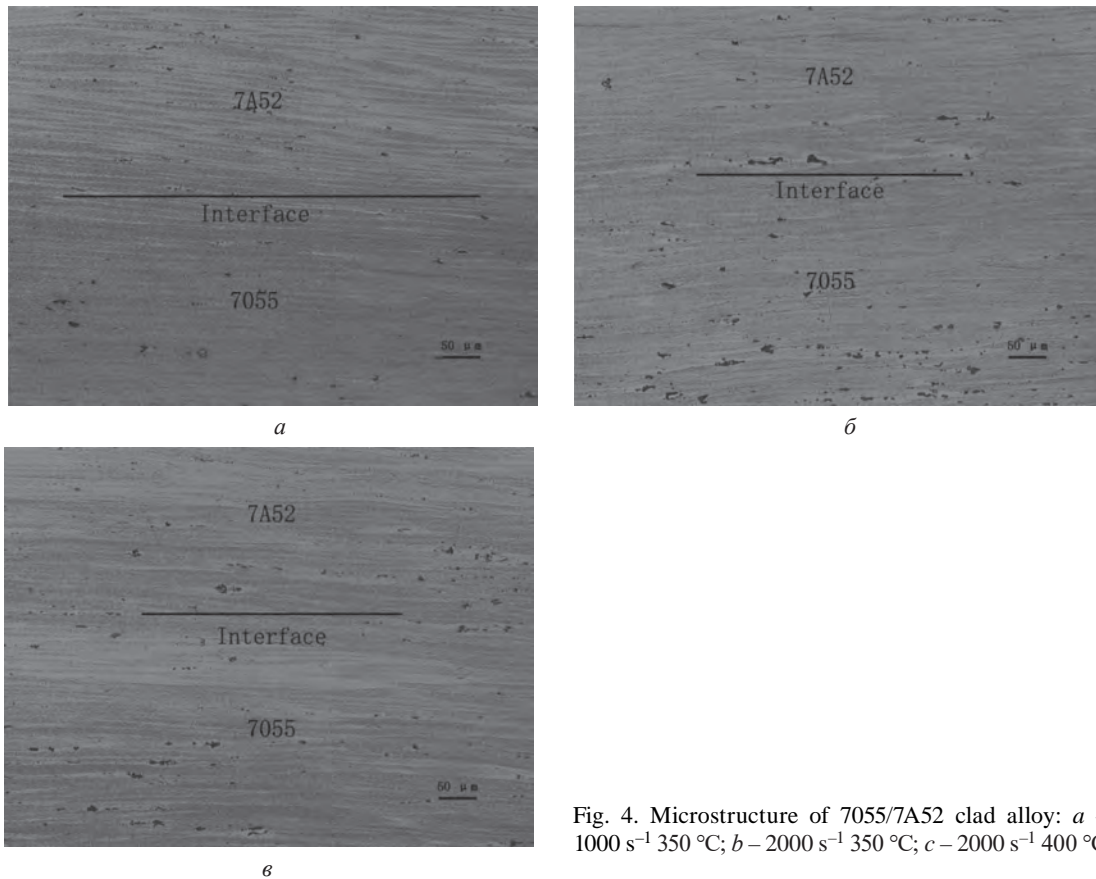 7A52
Interface
7055
50 μm
a
7A52
Interface
7055
50 μm
б
7A52
Interface
7055
50 μm
в
Fig. 4. Microstructure of 7055/7A52 clad alloy: a –
1000 s⁻¹ 350 °C; b – 2000 s⁻¹ 350 °C; c – 2000 s⁻¹ 400 °C